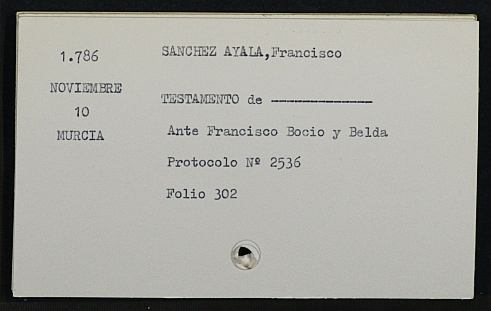 1.786
NOVIEMBRE
10
MURCIA
SANCHEZ AYALA,Francisco
TESTAMENTO de ----------------
Ante Francisco Bocio y Belda
Protocolo Nº 2536
Folio 302